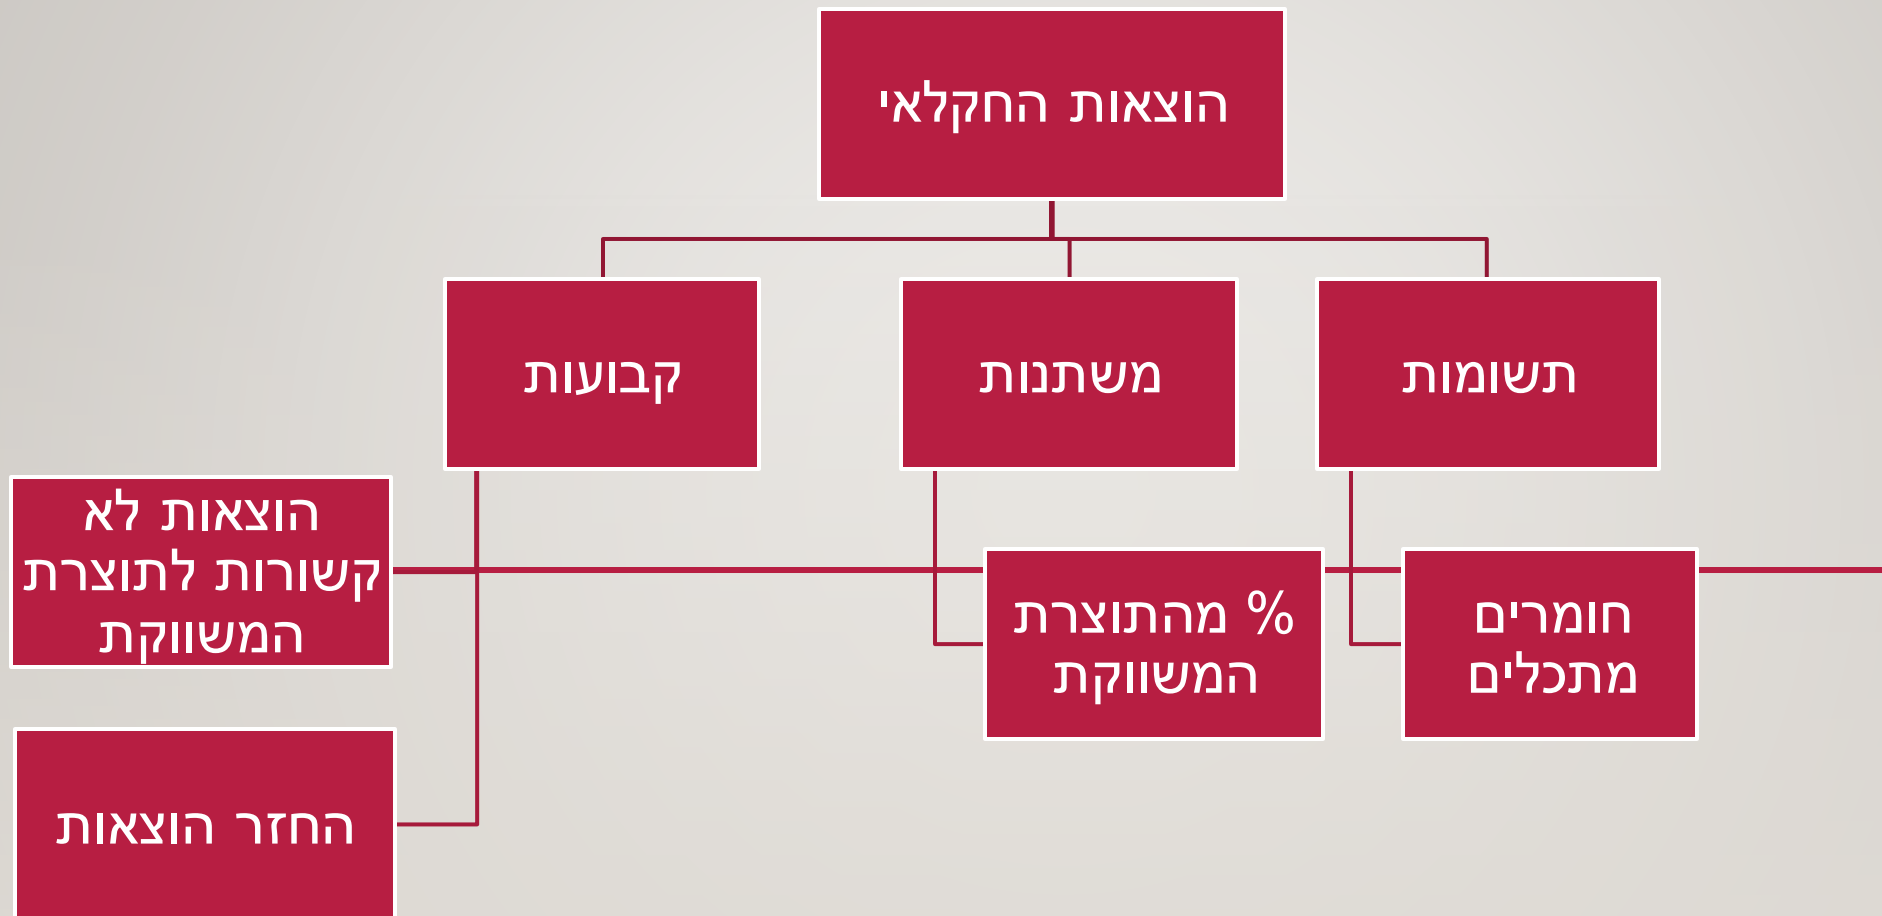 הוצאות החקלאי
תשומות
משתנות
קבועות
חומרים
מתכלים
% מהתוצרת
המשווקת
הוצאות לא
קשורות לתוצרת
המשווקת
החזר הוצאות